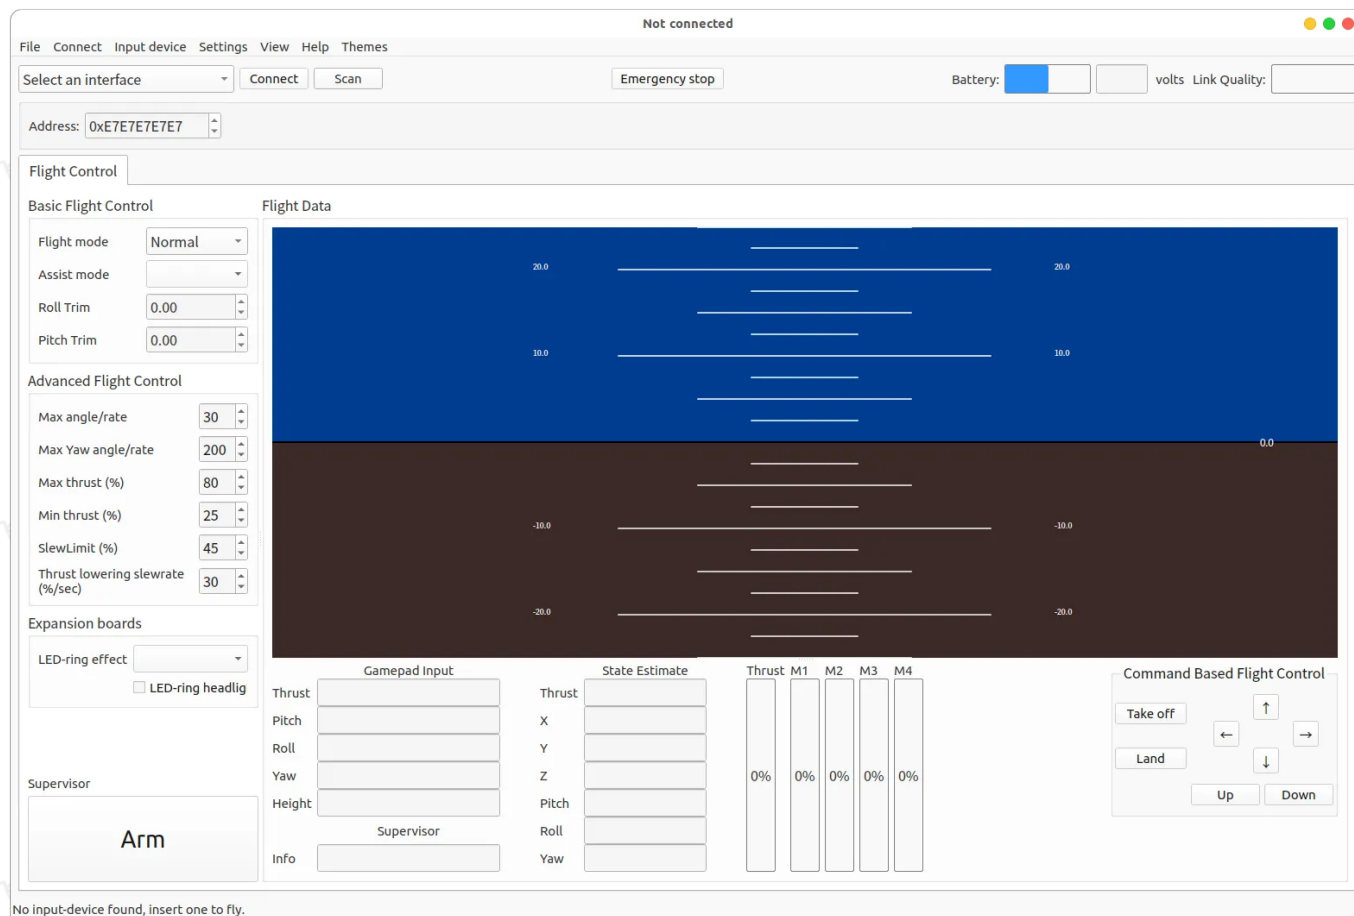 Not connected
File Connect Input device Settings View Help Themes
Select an interface Connect Scan Emergency stop Battery: volts Link Quality:
Address: 0xE7E7E7E7E7
Flight Control
Basic Flight Control
Flight mode Normal
Assist mode
Roll Trim 0.00
Pitch Trim 0.00
Advanced Flight Control
Max angle/rate 30
Max Yaw angle/rate 200
Max thrust (%) 80
Min thrust (%) 25
SlewLimit (%) 45
Thrust lowering slewrate
(%/sec) 30
Expansion boards
LED-ring effect
LED-ring headlig
Supervisor
Arm
Flight Data
20.0 20.0
10.0 10.0
0.0
-10.0 -10.0
-20.0 -20.0
Gamepad Input
Thrust
Pitch
Roll
Yaw
Height
Supervisor
Info
State Estimate
Thrust
X
Y
Z
Pitch
Roll
Yaw
Thrust M1 M2 M3 M4
0% 0% 0% 0% 0%
Command Based Flight Control
Take off ↑
← →
Land ↓
Up Down
No input-device found, insert one to fly.